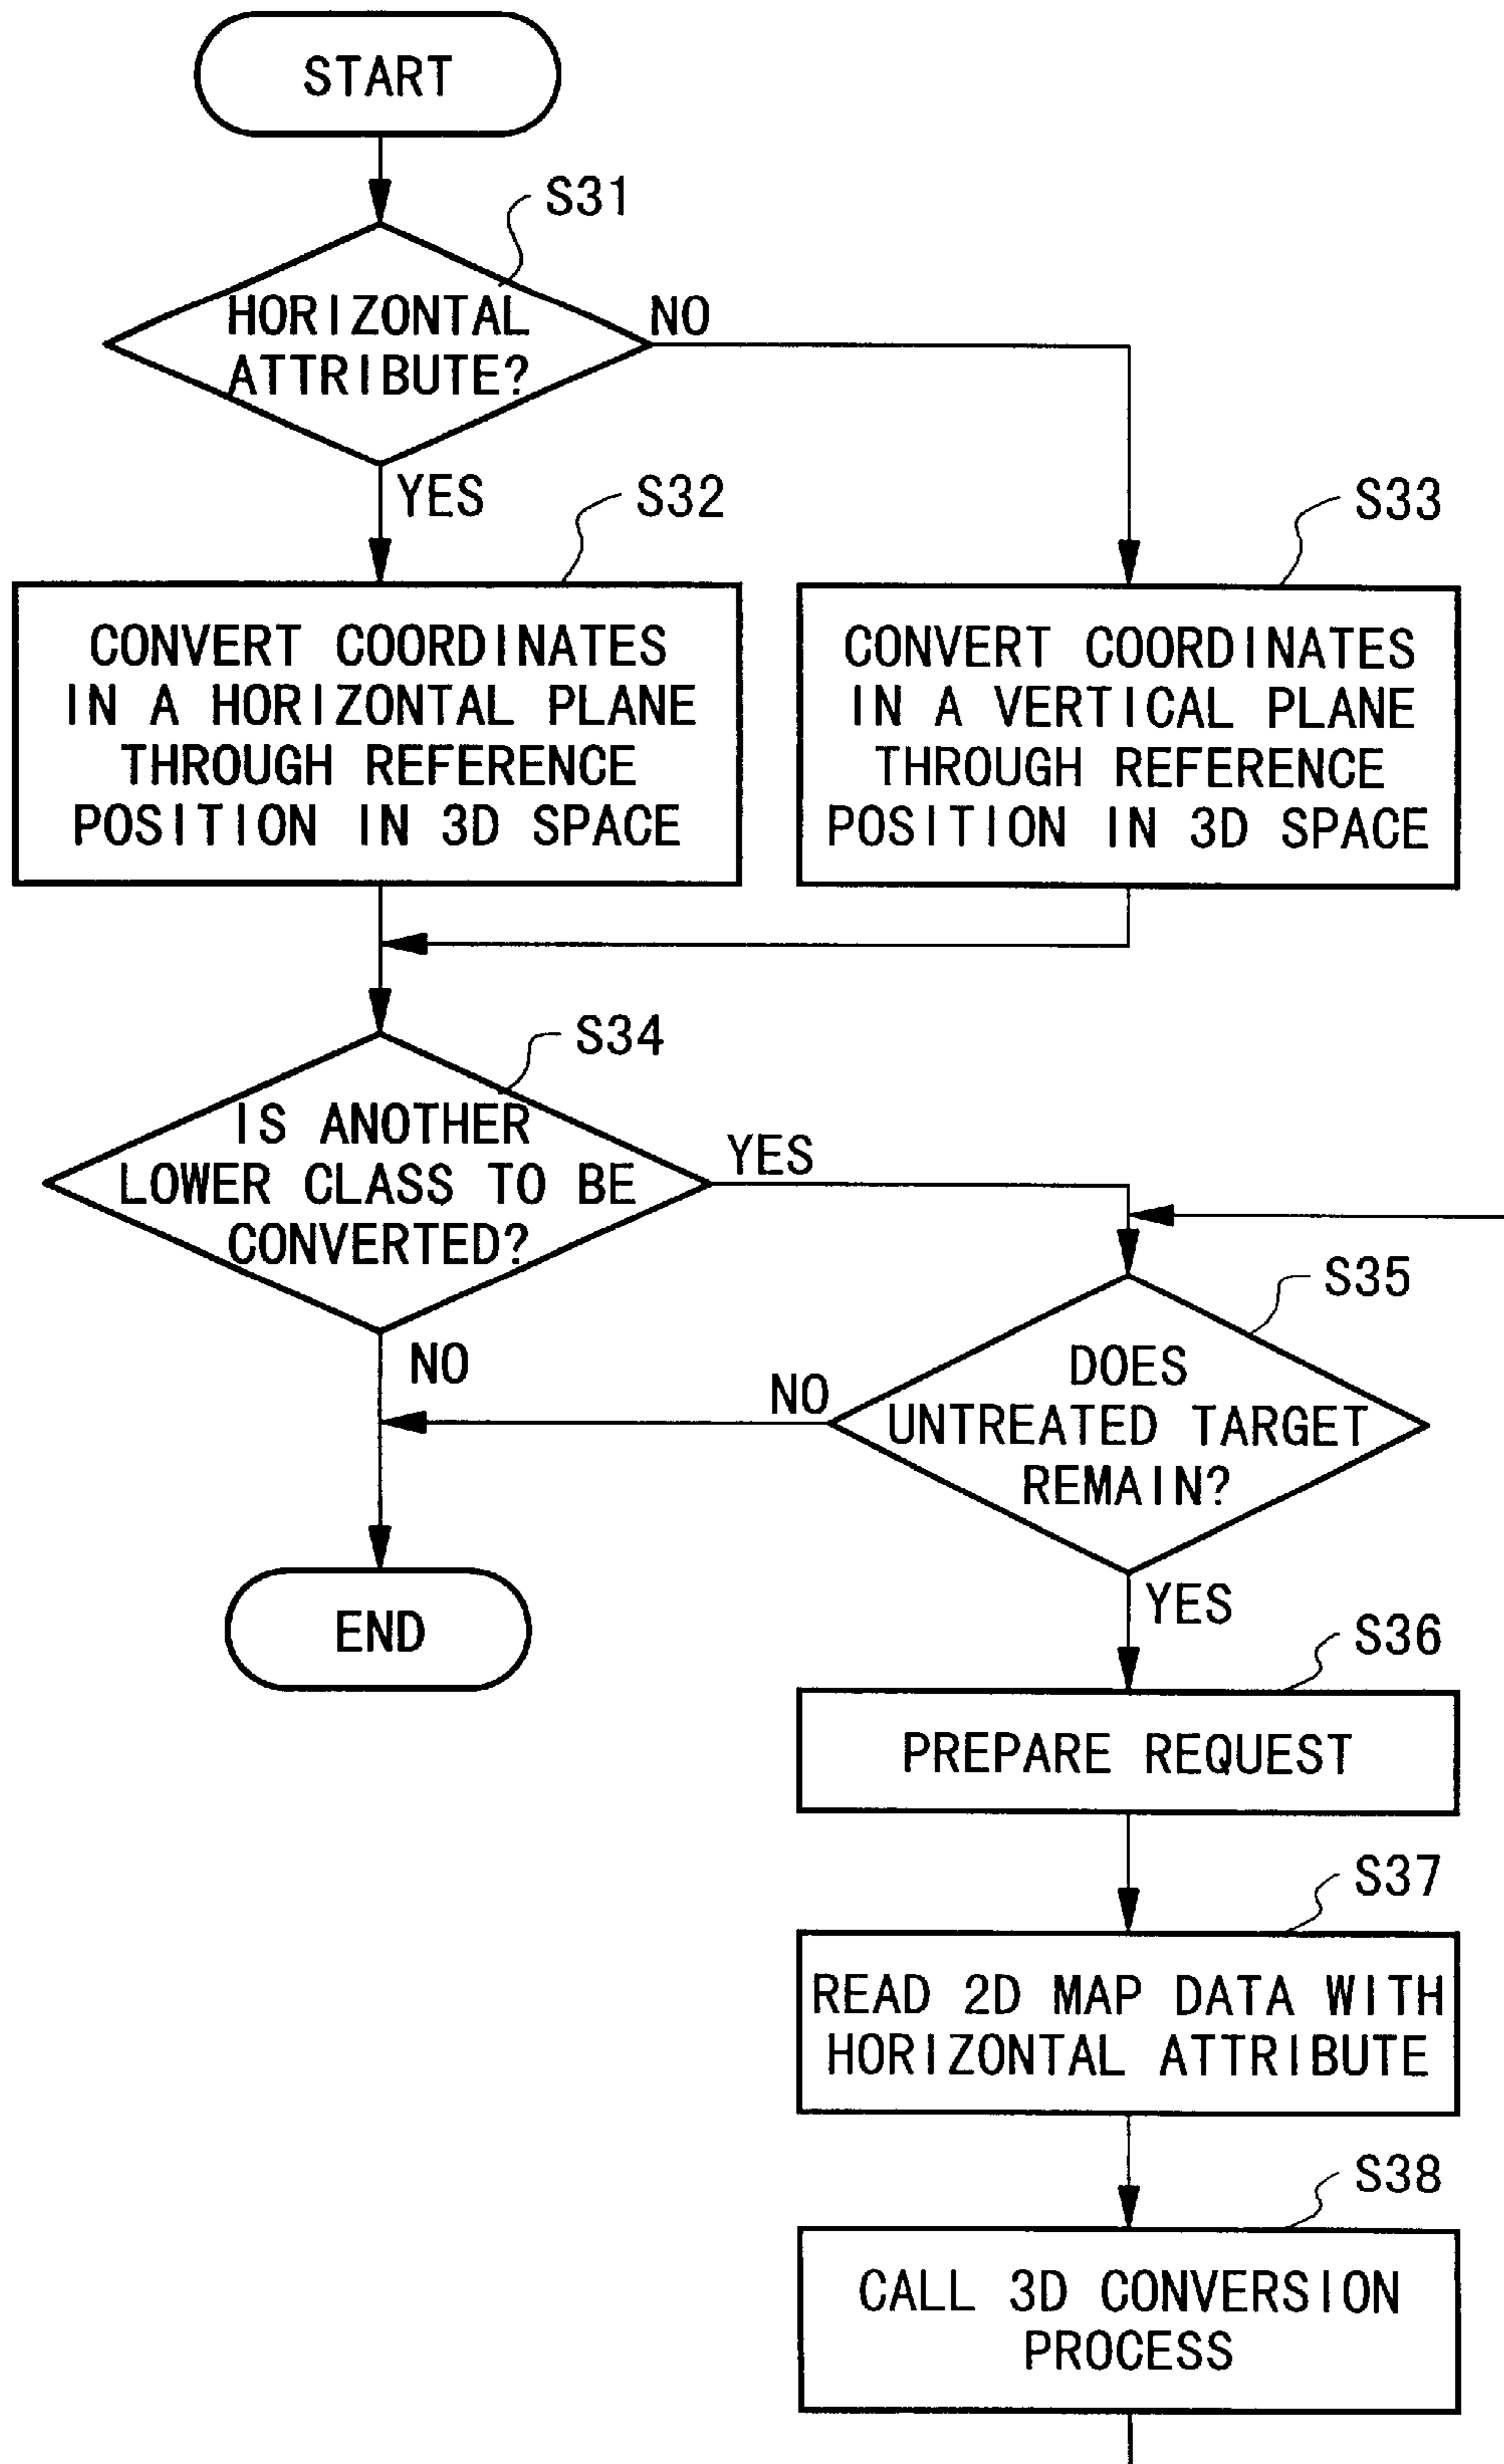 START
S31
HORIZONTAL
ATTRIBUTE?
NO
YES
S32
S33
CONVERT COORDINATES
IN A HORIZONTAL PLANE
THROUGH REFERENCE
POSITION IN 3D SPACE
CONVERT COORDINATES
IN A VERTICAL PLANE
THROUGH REFERENCE
POSITION IN 3D SPACE
S34
IS ANOTHER
LOWER CLASS TO BE
CONVERTED?
YES
NO
S35
DOES
UNTREATED TARGET
REMAIN?
NO
YES
END
S36
PREPARE REQUEST
S37
READ 2D MAP DATA WITH
HORIZONTAL ATTRIBUTE
S38
CALL 3D CONVERSION
PROCESS